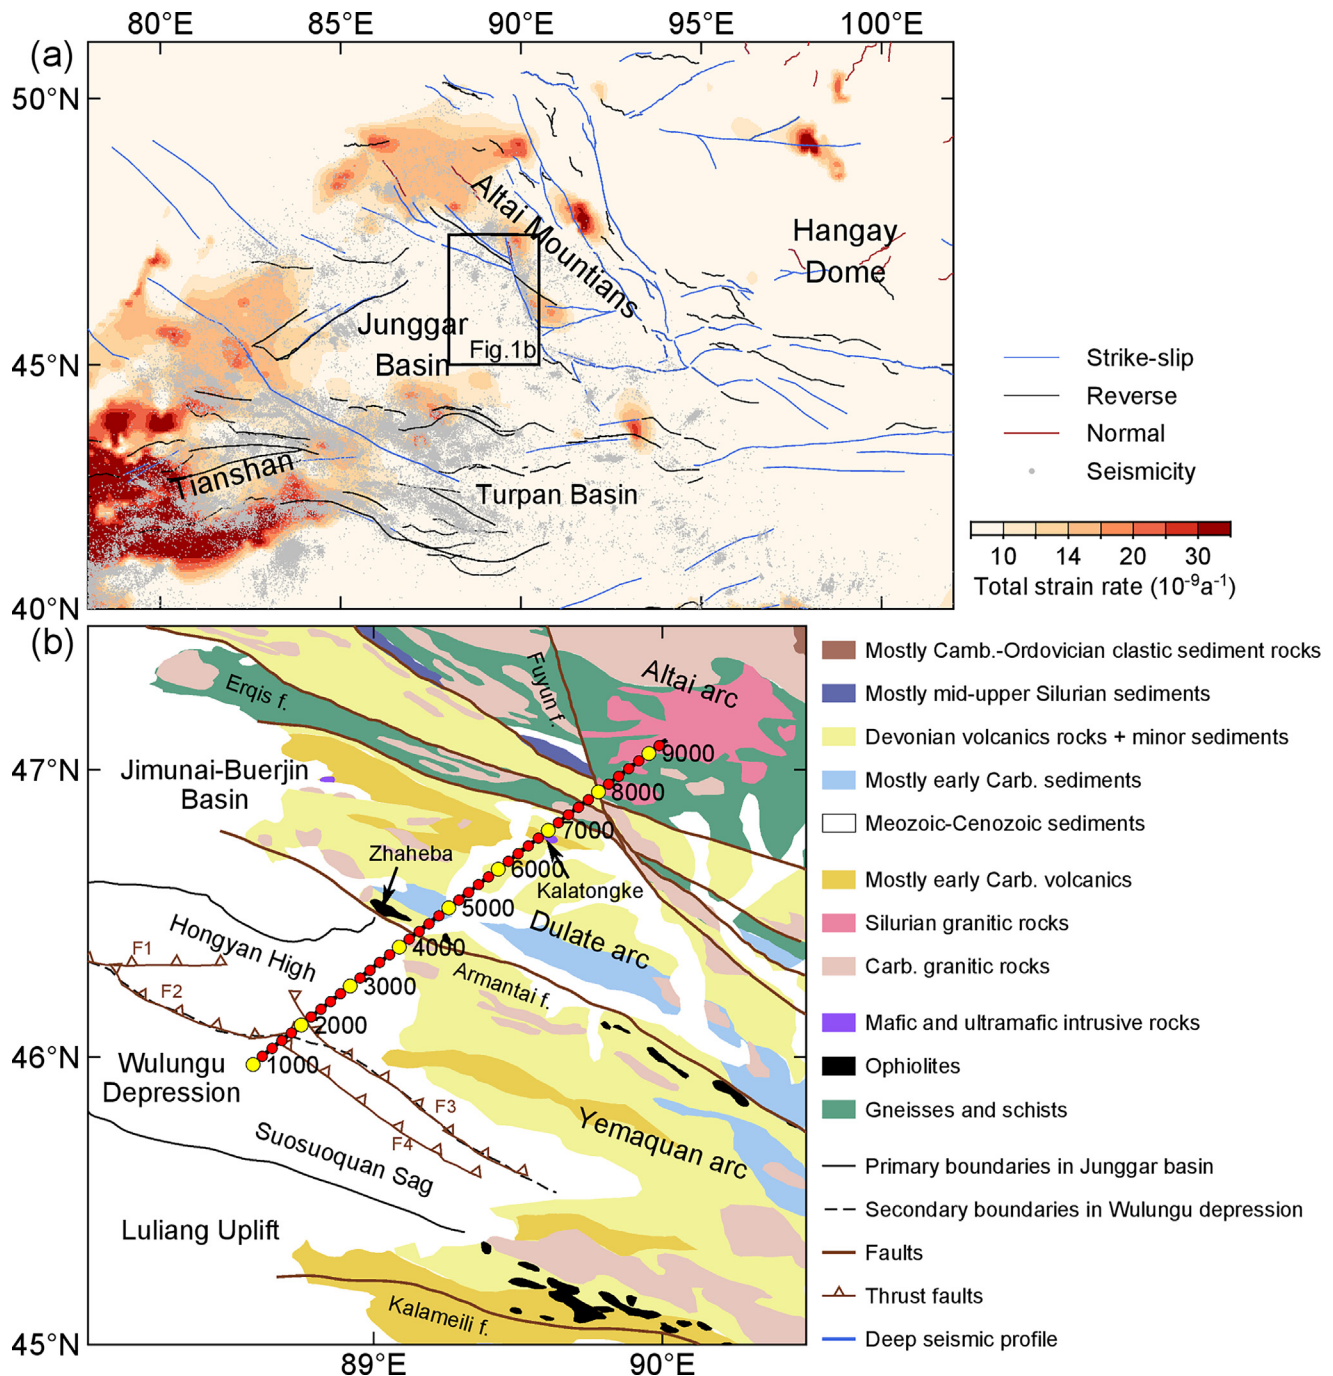 80°E 85°E 90°E 95°E 100°E
(a)
50°N
Altai Mountians
Hangay
Dome
Junggar
Basin
Fig.1b
45°N
Tianshan
Turpan Basin
40°N
Strike-slip
Reverse
Normal
Seismicity
10 14 20 30
Total strain rate (10-9a-1)
(b)
Fuyun f.
Altai arc
Erqis f.
9000
47°N
Jimunai-Buerjin
Basin
8000
7000
Zhaheba
6000
Kalatongke
5000
Dulate arc
Hongyan High
4000
F1
Armantai f.
F2
3000
2000
46°N
Wulungu
Depression
1000
F3
F4
Yemaquan arc
Suosuoquan Sag
Luliang Uplift
Kalameili f.
45°N
89°E 90°E
Mostly Camb.-Ordovician clastic sediment rocks
Mostly mid-upper Silurian sediments
Devonian volcanics rocks + minor sediments
Mostly early Carb. sediments
Meozoic-Cenozoic sediments
Mostly early Carb. volcanics
Silurian granitic rocks
Carb. granitic rocks
Mafic and ultramafic intrusive rocks
Ophiolites
Gneisses and schists
Primary boundaries in Junggar basin
Secondary boundaries in Wulungu depression
Faults
Thrust faults
Deep seismic profile